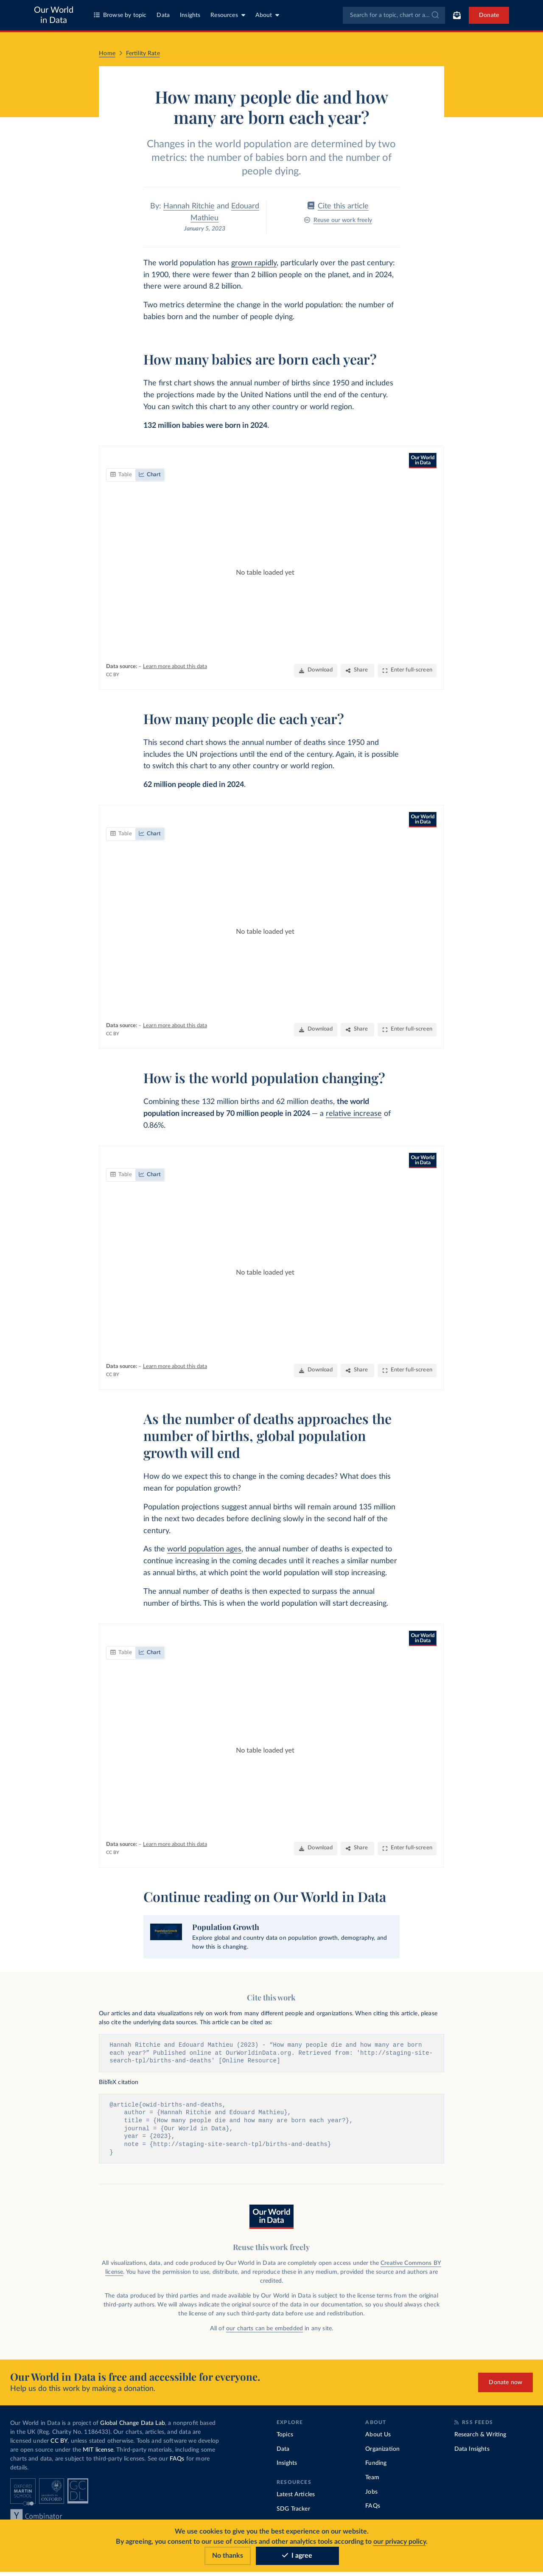 Our World
in Data
Browse by topic
Data
Insights
Resources
About
Search for a topic, chart or a...
Donate
Home
Fertility Rate
How many people die and how
many are born each year?
Changes in the world population are determined by two
metrics: the number of babies born and the number of
people dying.
By: Hannah Ritchie and Edouard
Mathieu
January 5, 2023
Cite this article
Reuse our work freely
The world population has grown rapidly, particularly over the past century:
in 1900, there were fewer than 2 billion people on the planet, and in 2024,
there were around 8.2 billion.
Two metrics determine the change in the world population: the number of
babies born and the number of people dying.
How many babies are born each year?
The first chart shows the annual number of births since 1950 and includes
the projections made by the United Nations until the end of the century.
You can switch this chart to any other country or world region.
132 million babies were born in 2024.
Our World
in Data
Table
Chart
No table loaded yet
Data source: – Learn more about this data
CC BY
Download
Share
Enter full-screen
How many people die each year?
This second chart shows the annual number of deaths since 1950 and
includes the UN projections until the end of the century. Again, it is possible
to switch this chart to any other country or world region.
62 million people died in 2024.
Our World
in Data
Table
Chart
No table loaded yet
Data source: – Learn more about this data
CC BY
Download
Share
Enter full-screen
How is the world population changing?
Combining these 132 million births and 62 million deaths, the world
population increased by 70 million people in 2024 — a relative increase of
0.86%.
Our World
in Data
Table
Chart
No table loaded yet
Data source: – Learn more about this data
CC BY
Download
Share
Enter full-screen
As the number of deaths approaches the
number of births, global population
growth will end
How do we expect this to change in the coming decades? What does this
mean for population growth?
Population projections suggest annual births will remain around 135 million
in the next two decades before declining slowly in the second half of the
century.
As the world population ages, the annual number of deaths is expected to
continue increasing in the coming decades until it reaches a similar number
as annual births, at which point the world population will stop increasing.
The annual number of deaths is then expected to surpass the annual
number of births. This is when the world population will start decreasing.
Our World
in Data
Table
Chart
No table loaded yet
Data source: – Learn more about this data
CC BY
Download
Share
Enter full-screen
Continue reading on Our World in Data
Population Growth
Explore global and country data on population growth, demography, and
how this is changing.
Cite this work
Our articles and data visualizations rely on work from many different people and organizations. When citing this article, please
also cite the underlying data sources. This article can be cited as:
Hannah Ritchie and Edouard Mathieu (2023) - "How many people die and how many are born
each year?" Published online at OurWorldinData.org. Retrieved from: 'http://staging-site-
search-tpl/births-and-deaths' [Online Resource]
BibTeX citation
@article{owid-births-and-deaths,
author = {Hannah Ritchie and Edouard Mathieu},
title = {How many people die and how many are born each year?},
journal = {Our World in Data},
year = {2023},
note = {http://staging-site-search-tpl/births-and-deaths}
}
Our World
in Data
Reuse this work freely
All visualizations, data, and code produced by Our World in Data are completely open access under the Creative Commons BY
license. You have the permission to use, distribute, and reproduce these in any medium, provided the source and authors are
credited.
The data produced by third parties and made available by Our World in Data is subject to the license terms from the original
third-party authors. We will always indicate the original source of the data in our documentation, so you should always check
the license of any such third-party data before use and redistribution.
All of our charts can be embedded in any site.
Our World in Data is free and accessible for everyone.
Help us do this work by making a donation.
Donate now
Our World in Data is a project of Global Change Data Lab, a nonprofit based
in the UK (Reg. Charity No. 1186433). Our charts, articles, and data are
licensed under CC BY, unless otherwise stated. Tools and software we develop
are open source under the MIT license. Third-party materials, including some
charts and data, are subject to third-party licenses. See our FAQs for more
details.
OXFORD
MARTIN
SCHOOL
UNIVERSITY OF
OXFORD
GC
DL
Y Combinator
EXPLORE
Topics
Data
Insights
RESOURCES
Latest Articles
SDG Tracker
ABOUT
About Us
Organization
Funding
Team
Jobs
FAQs
RSS FEEDS
Research & Writing
Data Insights
We use cookies to give you the best experience on our website.
By agreeing, you consent to our use of cookies and other analytics tools according to our privacy policy.
No thanks
I agree